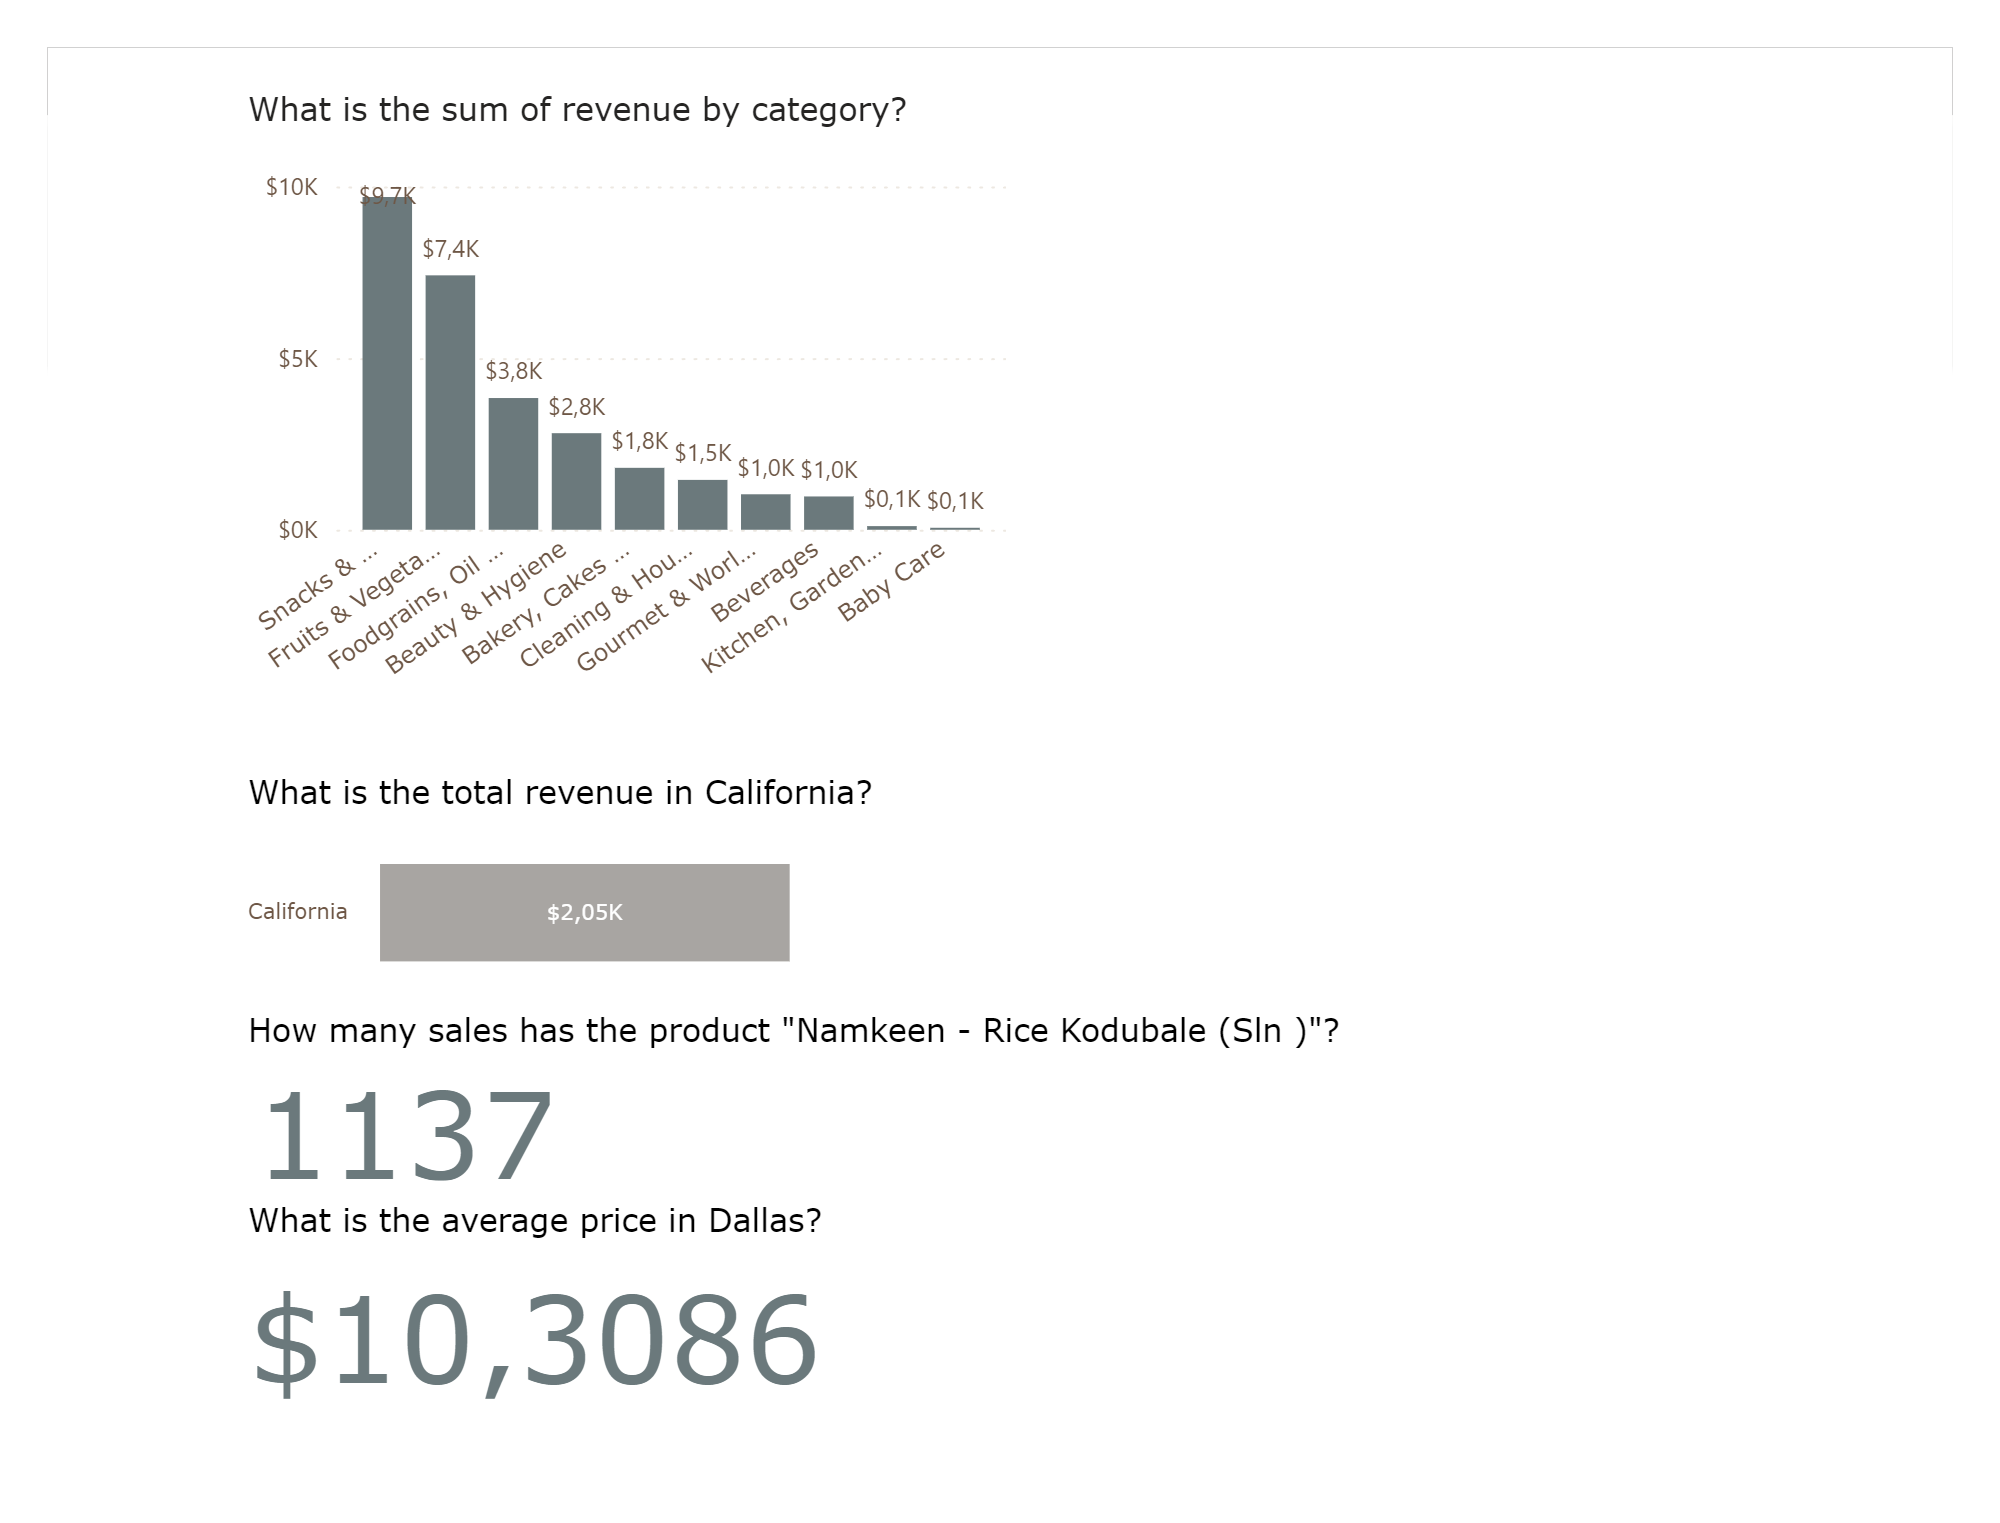 What is the sum of revenue by category?
$10K
$5K
$0K
$9,7K
$7,4K
$3,8K
$2,8K
$1,8K
$1,5K
$1,0K
$1,0K
$0,1K
$0,1K
Snacks & ...
Fruits & Vegeta...
Foodgrains, Oil ...
Beauty & Hygiene
Bakery, Cakes ...
Cleaning & Hou...
Gourmet & Worl...
Beverages
Kitchen, Garden...
Baby Care
What is the total revenue in California?
California
$2,05K
How many sales has the product "Namkeen - Rice Kodubale (Sln )"?
1137
What is the average price in Dallas?
$10,3086